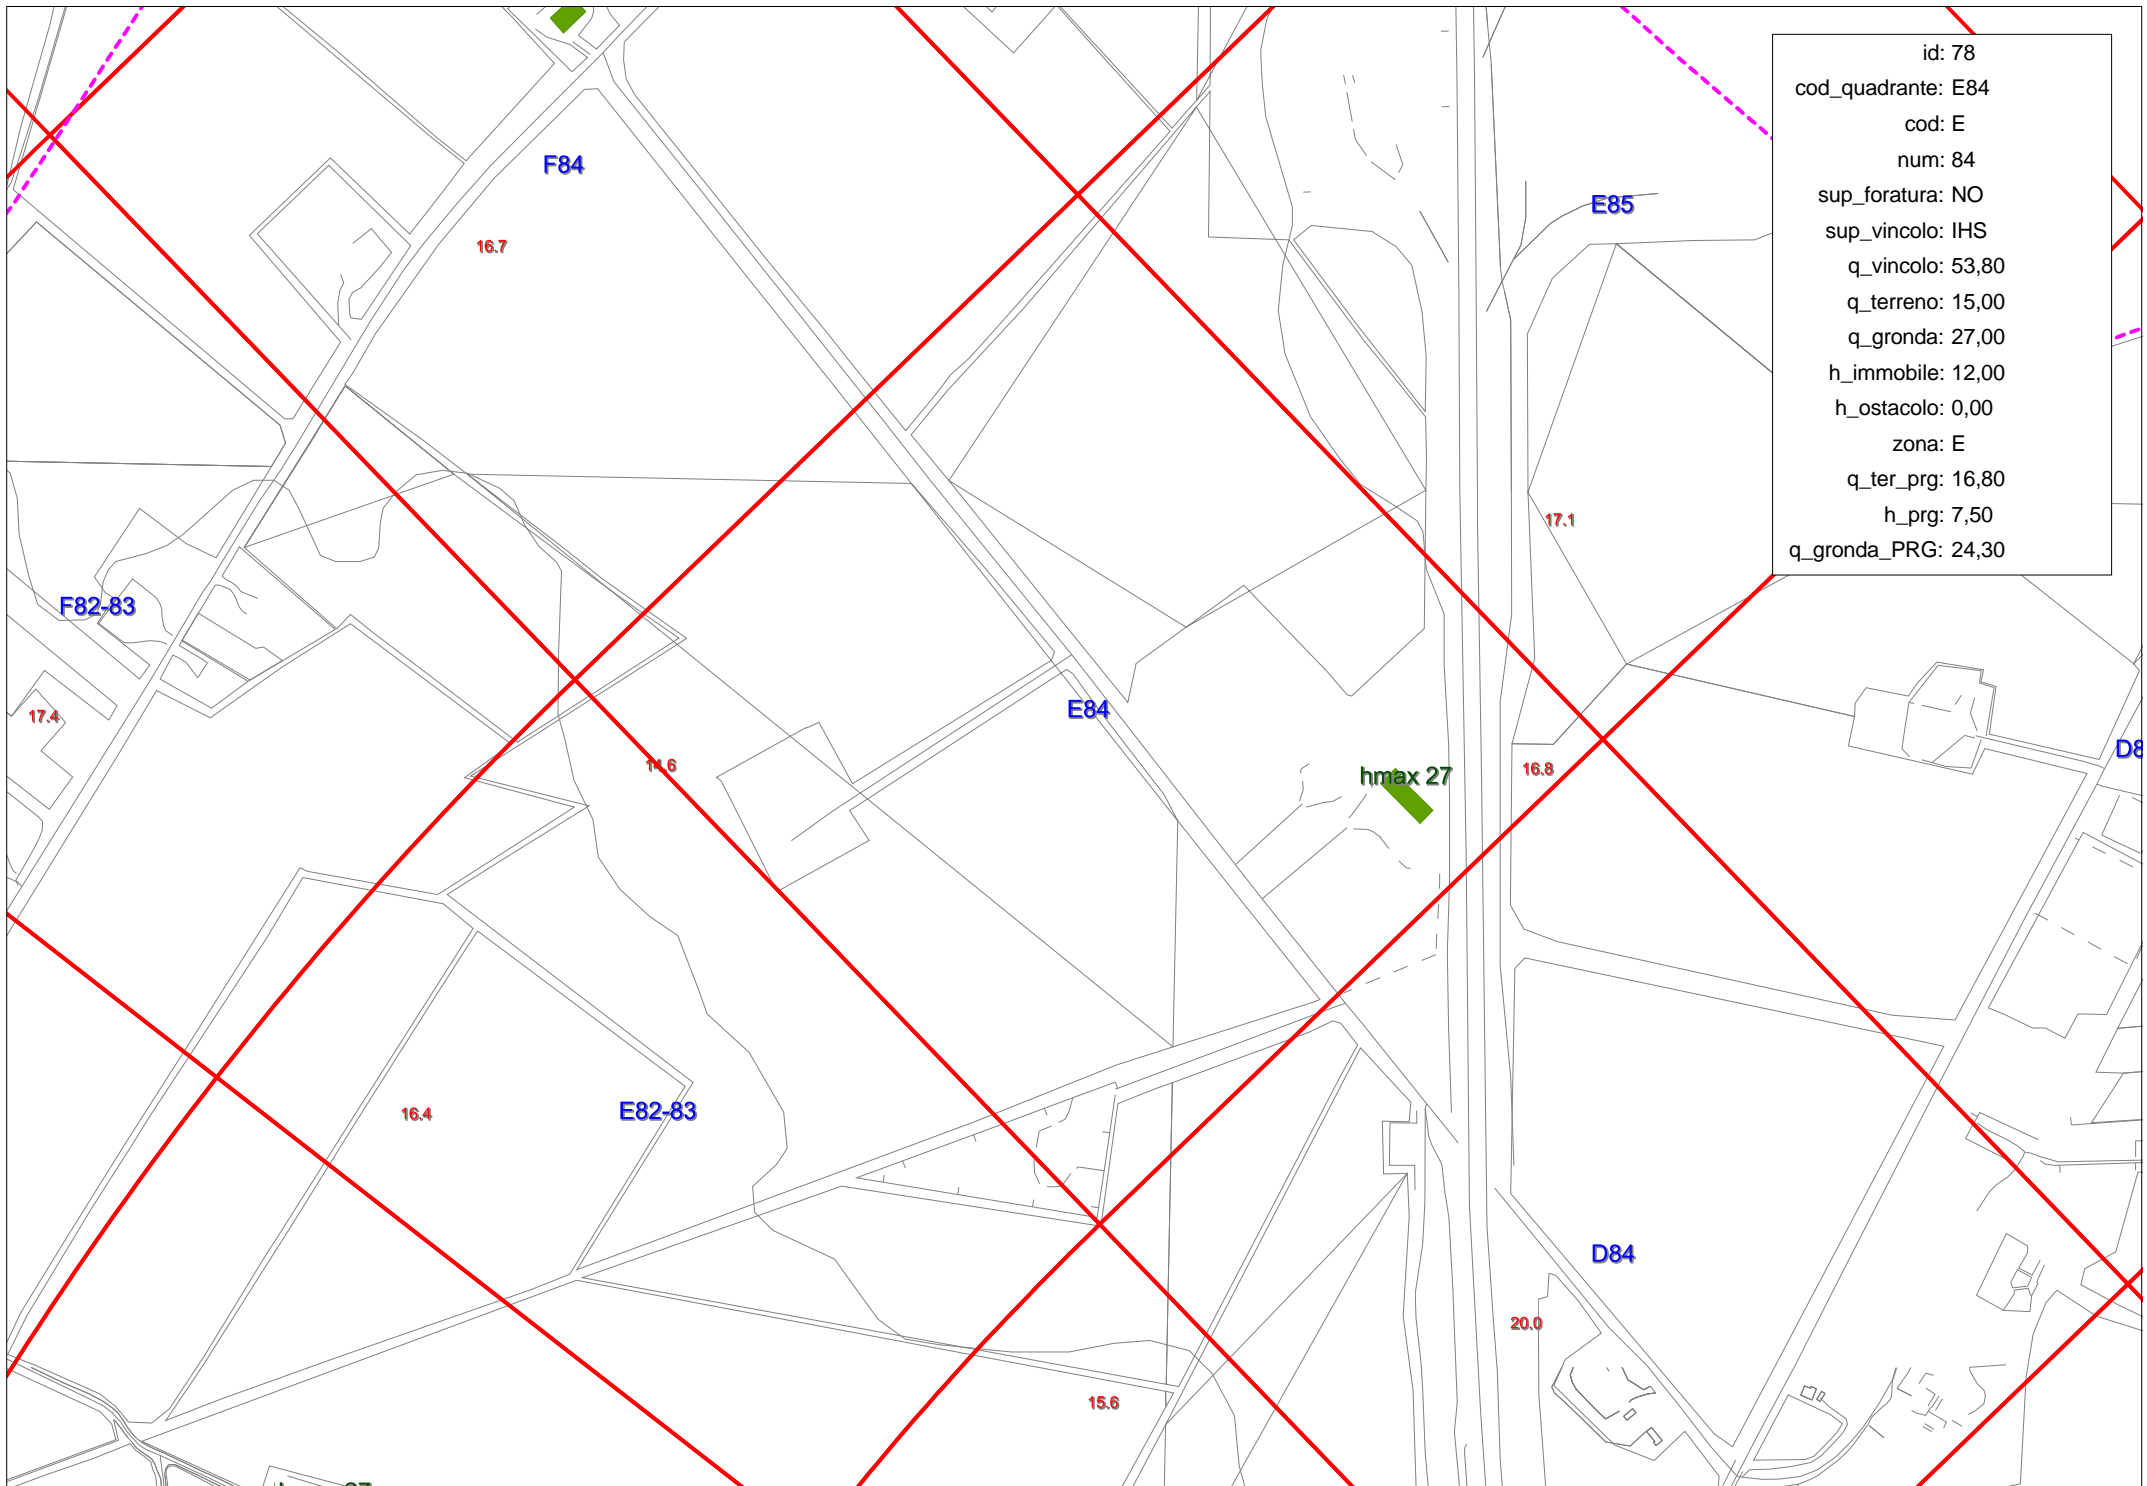 id: 78
cod_quadrante: E84
cod: E
num: 84
sup_foratura: NO
sup_vincolo: IHS
q_vincolo: 53,80
q_terreno: 15,00
q_gronda: 27,00
h_immobile: 12,00
h_ostacolo: 0,00
zona: E
q_ter_prg: 16,80
h_prg: 7,50
q_gronda_PRG: 24,30
F84
E85
16.7
17.1
F82-83
17.4
E84
14.6
hmax 27
16.8
D8
16.4
E82-83
D84
20.0
15.6